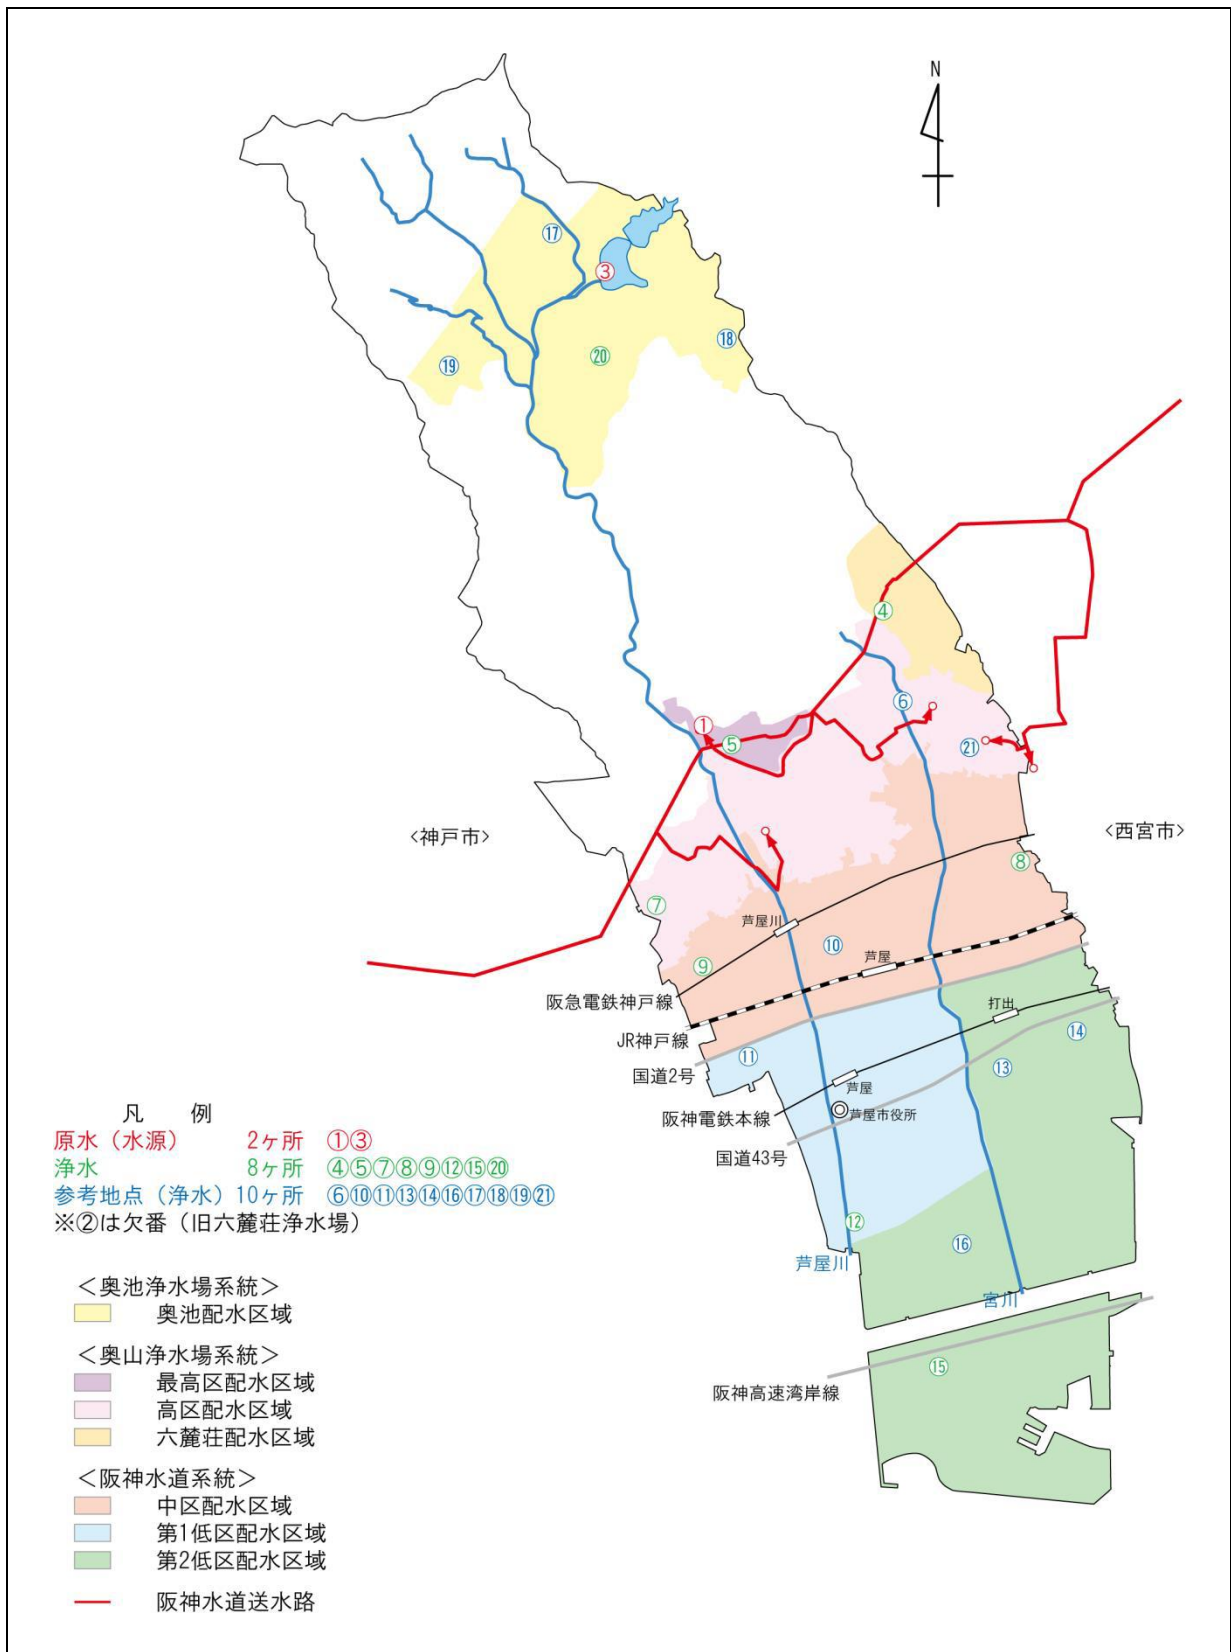 N
⑰
③
⑱
⑳
⑲
④
⑥
①
⑤
㉑
<神戸市>
<西宮市>
⑧
⑦
芦屋川
⑩
芦屋
⑨
阪急電鉄神戸線
打出
JR神戸線
⑭
⑪
⑬
国道2号
芦屋
阪神電鉄本線
芦屋市役所
国道43号
凡 例
原水（水源） 2ヶ所 ①③
浄水 8ヶ所 ④⑤⑦⑧⑨⑫⑮⑳
参考地点（浄水）10ヶ所 ⑥⑩⑪⑬⑭⑯⑰⑱⑲㉑
※②は欠番（旧六麓荘浄水場）
⑫
⑯
芦屋川
宮川
⑮
阪神高速湾岸線
＜奥池浄水場系統＞
奥池配水区域
＜奥山浄水場系統＞
最高区配水区域
高区配水区域
六麓荘配水区域
＜阪神水道系統＞
中区配水区域
第1低区配水区域
第2低区配水区域
阪神水道送水路